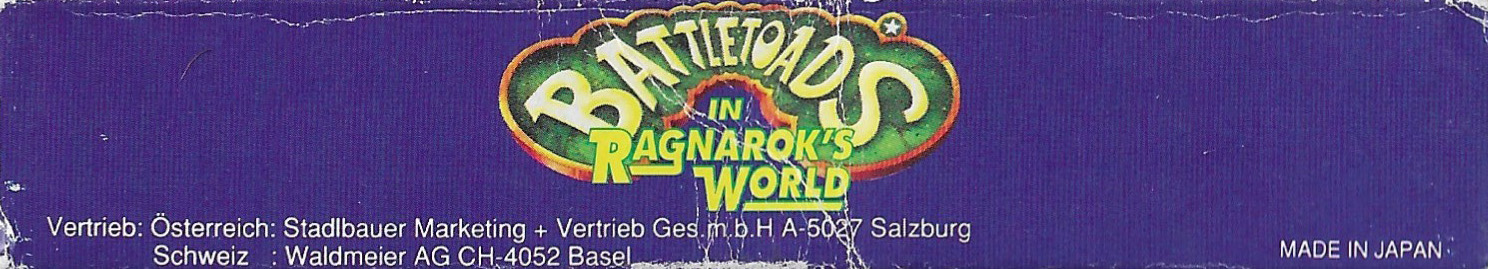 BATTLETOADS
IN
RAGNAROK'S
WORLD
Vertrieb: Österreich: Stadlbauer Marketing + Vertrieb Ges.m.b.H A-5027 Salzburg
Schweiz : Waldmeier AG CH-4052 Basel
MADE IN JAPAN